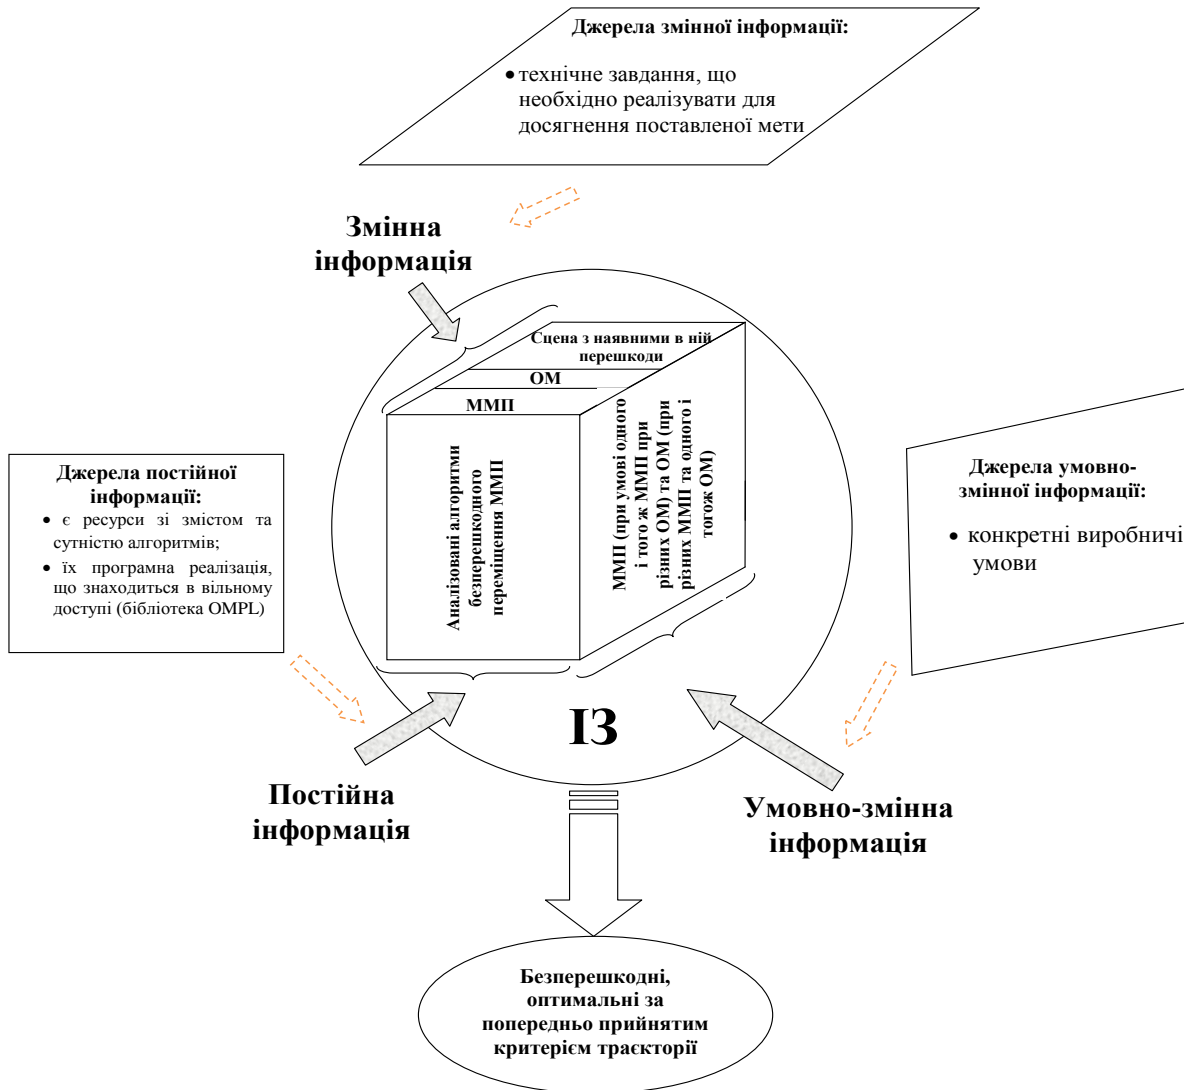 Джерела змінної інформації:
• технічне завдання, що
необхідно реалізувати для
досягнення поставленої мети
Змінна
інформація
Сцена з наявними в ній
перешкоди
ОМ
ММП
Аналізовані алгоритми
безперешкодного
переміщення ММП
ММП (при умові одного
і того ж ММП при
різних ОМ) та ОМ (при
різних ММП та одного і
тогож ОМ)
Джерела постійної
інформації:
• є ресурси зі змістом та
сутністю алгоритмів;
• їх програмна реалізація,
що знаходиться в вільному
доступі (бібліотека OMPL)
Джерела умовно-
змінної інформації:
• конкретні виробничі
умови
ІЗ
Постійна
інформація
Умовно-змінна
інформація
Безперешкодні,
оптимальні за
попередньо прийнятим
критерієм траєкторії